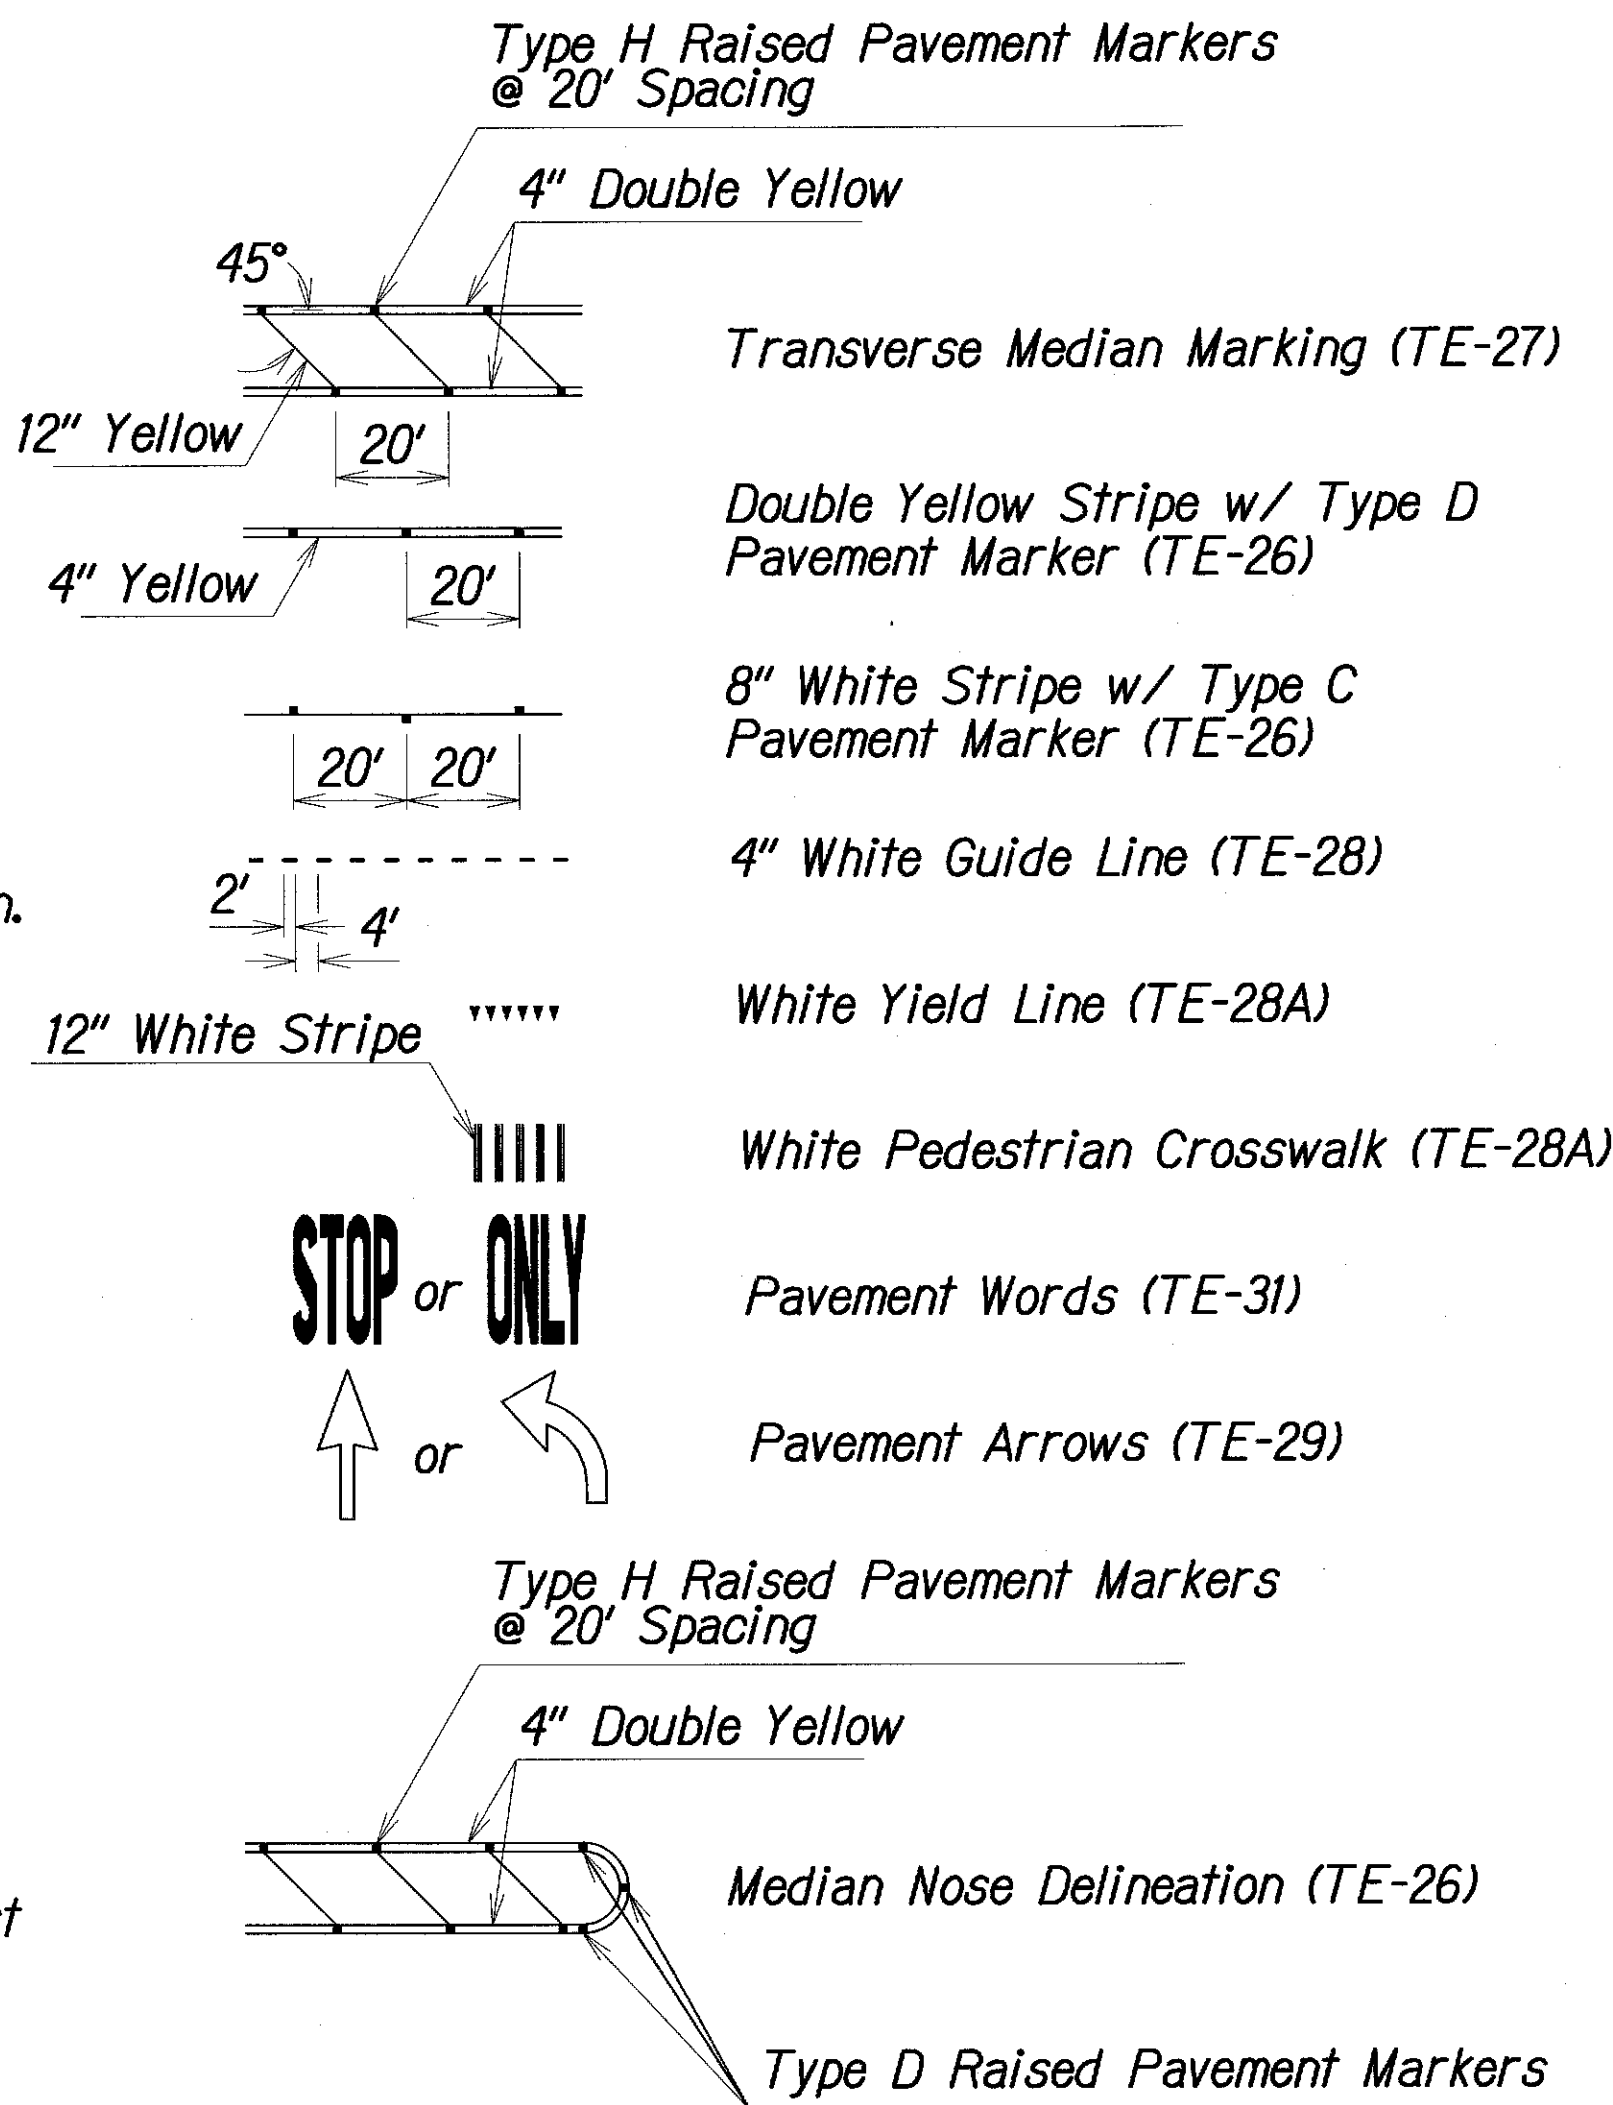 Type H Raised Pavement Markers
@ 20' Spacing
4" Double Yellow
45°
Transverse Median Marking (TE-27)
12" Yellow
20'
Double Yellow Stripe w/ Type D
Pavement Marker (TE-26)
4" Yellow
20'
8" White Stripe w/ Type C
Pavement Marker (TE-26)
20' 20'
4" White Guide Line (TE-28)
2'
4'
White Yield Line (TE-28A)
12" White Stripe
White Pedestrian Crosswalk (TE-28A)
STOP or ONLY
Pavement Words (TE-31)
or
Pavement Arrows (TE-29)
Type H Raised Pavement Markers
@ 20' Spacing
4" Double Yellow
Median Nose Delineation (TE-26)
Type D Raised Pavement Markers